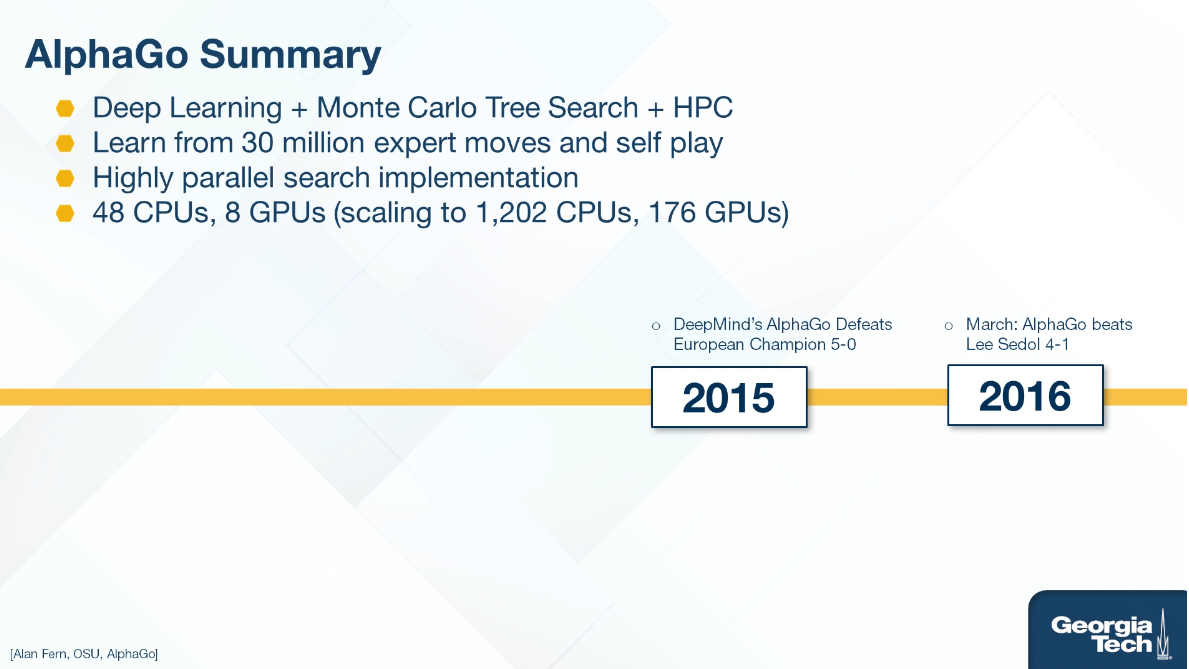 AlphaGo Summary
Deep Learning + Monte Carlo Tree Search + HPC
Learn from 30 million expert moves and self play
Highly parallel search implementation
48 CPUs, 8 GPUs (scaling to 1,202 CPUs, 176 GPUs)
DeepMind's AlphaGo Defeats
European Champion 5-0
March: AlphaGo beats
Lee Sedol 4-1
2015
2016
Georgia
Tech
[Alan Fern, OSU, AlphaGo]